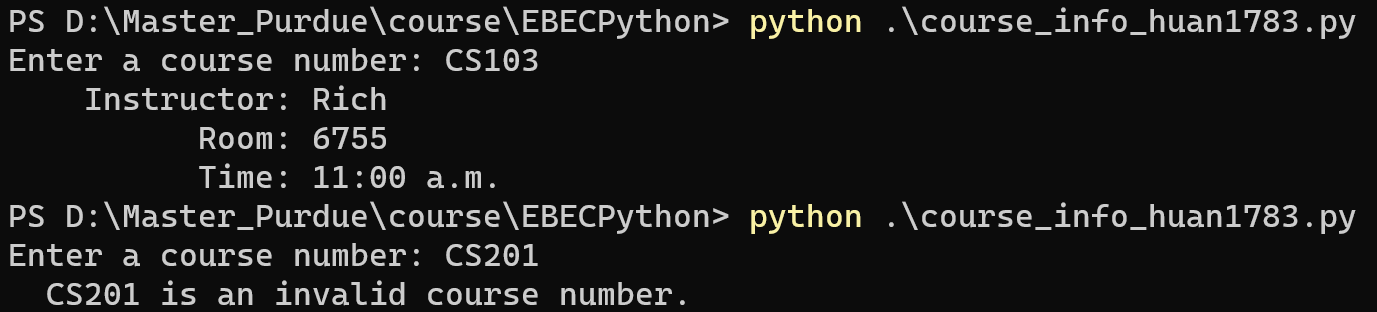 PS D:\Master_Purdue\course\EBECPython> python .\course_info_huan1783.py
Enter a course number: CS103
    Instructor: Rich
          Room: 6755
          Time: 11:00 a.m.
PS D:\Master_Purdue\course\EBECPython> python .\course_info_huan1783.py
Enter a course number: CS201
  CS201 is an invalid course number.